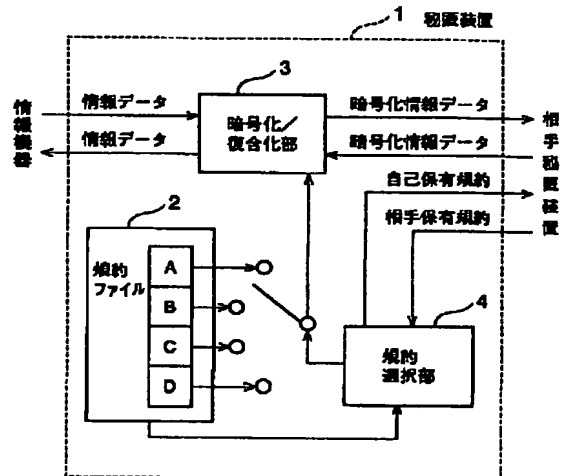 1 秘匿装置
3
情報機器
情報データ
情報データ
暗号化/
復合化部
暗号化情報データ
暗号化情報データ
自己保有規約
相手保有規約
相手秘匿装置
2
規約
ファイル
A
B
C
D
4
規約
選択部